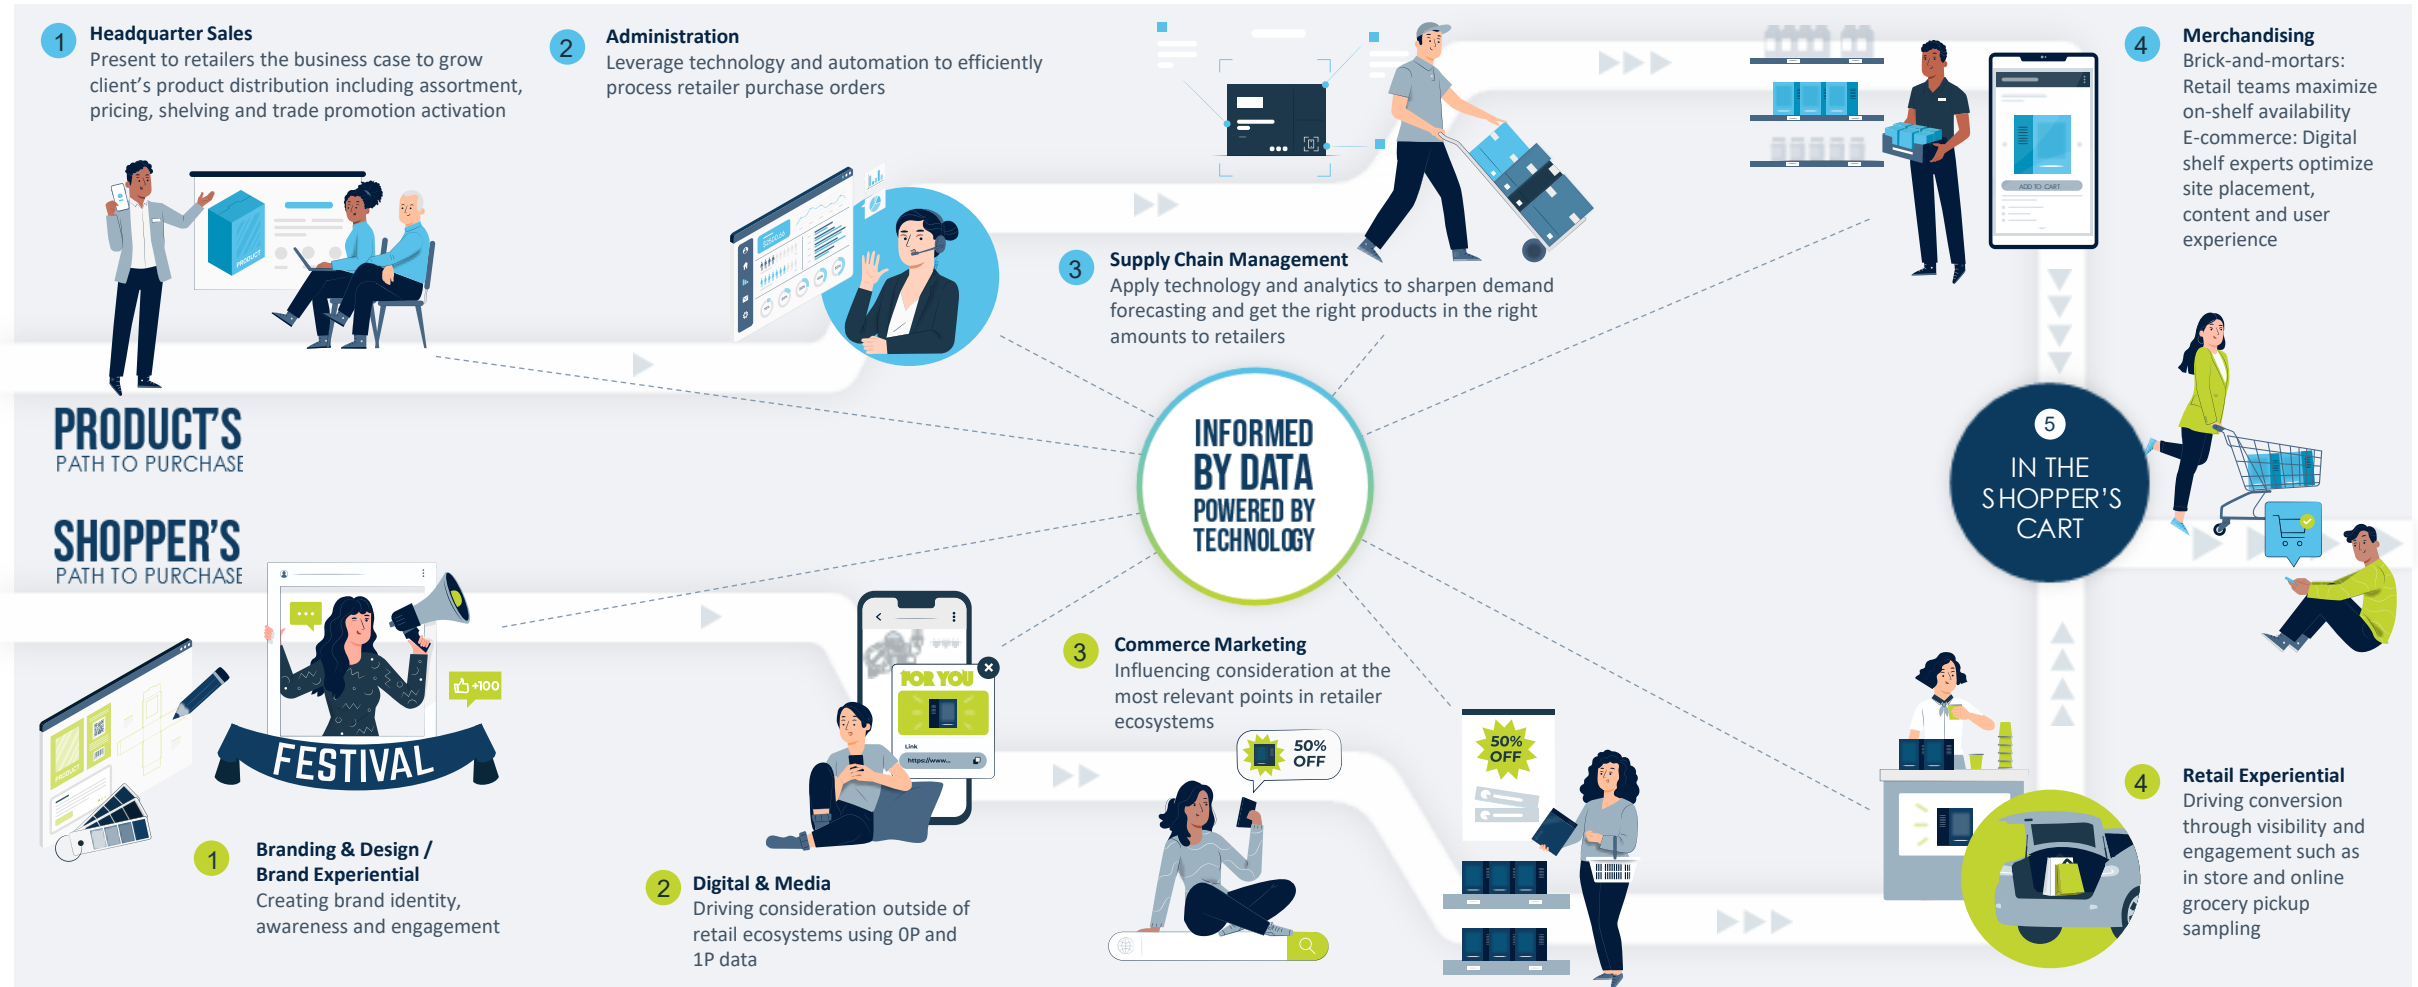 1
Headquarter Sales
Present to retailers the business case to grow
client's product distribution including assortment,
pricing, shelving and trade promotion activation
2
Administration
Leverage technology and automation to efficiently
process retailer purchase orders
3
Supply Chain Management
Apply technology and analytics to sharpen demand
forecasting and get the right products in the right
amounts to retailers
4
Merchandising
Brick-and-mortars:
Retail teams maximize
on-shelf availability
E-commerce: Digital
shelf experts optimize
site placement,
content and user
experience
PRODUCT
ADD TO CART
PRODUCT'S
PATH TO PURCHASE
SHOPPER'S
PATH TO PURCHASE
INFORMED
BY DATA
POWERED BY
TECHNOLOGY
5
IN THE
SHOPPER'S
CART
PRODUCT
+100
FESTIVAL
1
Branding & Design /
Brand Experiential
Creating brand identity,
awareness and engagement
FOR YOU
Link
https://www...
2
Digital & Media
Driving consideration outside of
retail ecosystems using 0P and
1P data
3
Commerce Marketing
Influencing consideration at the
most relevant points in retailer
ecosystems
50%
OFF
50%
OFF
4
Retail Experiential
Driving conversion
through visibility and
engagement such as
in store and online
grocery pickup
sampling